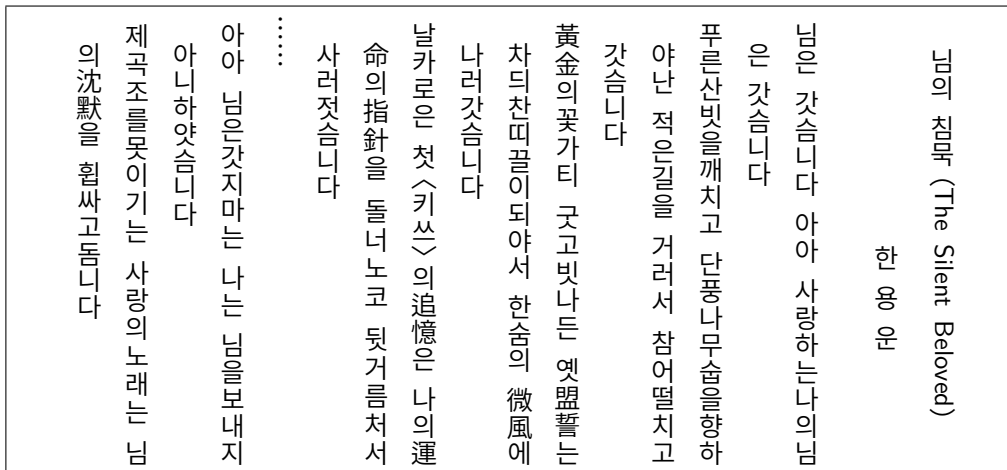 님의 침묵 (The Silent Beloved)
한 용 운
님은 갓슴니다 아아 사랑하는나의님
은 갓슴니다
푸른산빗을깨치고 단풍나무숩을향하
야난 적은길을 거러서 참어떨치고
갓슴니다
黃金의꽃가티 굿고빗나든 옛盟誓는
차듸찬띠끌이되야서 한숨의 微風에
나러갓슴니다
날카로은 첫〈키쓰〉의追憶은 나의運
命의指針을 돌너노코 뒷거름처서
사러젓슴니다
……
아아 님은갓지마는 나는 님을보내지
아니하얏슴니다
제곡조를못이기는 사랑의노래는 님
의沈默을 휩싸고돔니다